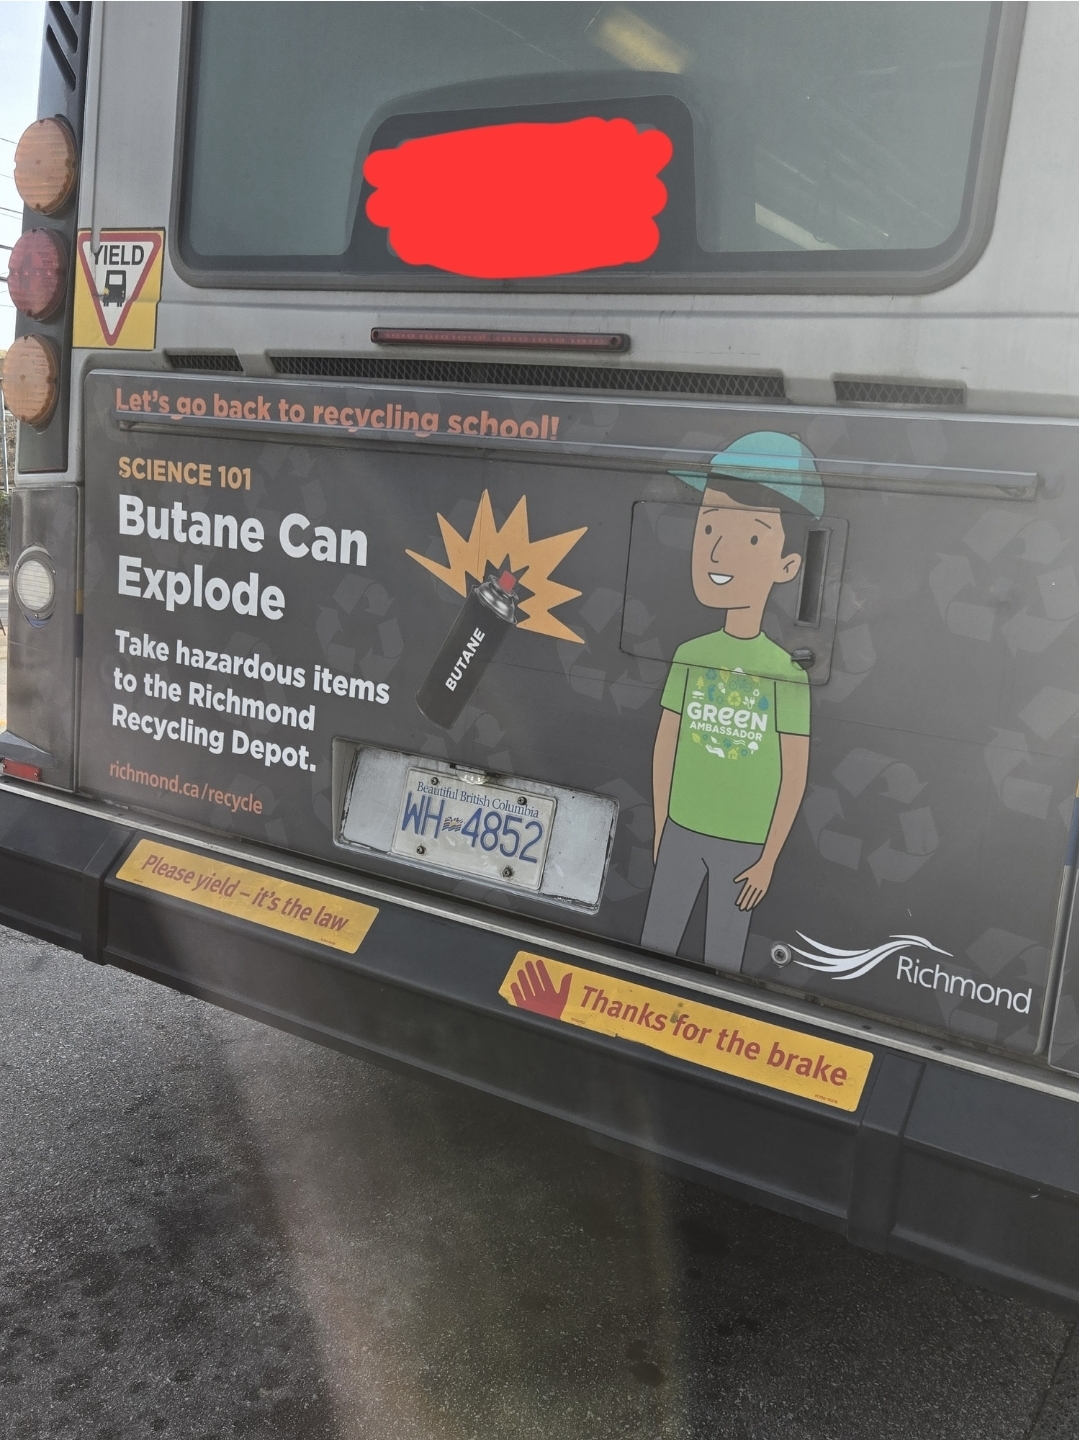 YIELD
Let's go back to recycling school!
SCIENCE 101
Butane Can
Explode
Take hazardous items
to the Richmond
Recycling Depot.
richmond.ca/recycle
BUTANE
GREEN
AMBASSADOR
Beautiful British Columbia
WH 4852
Richmond
Please yield – it's the law
Thanks for the brake